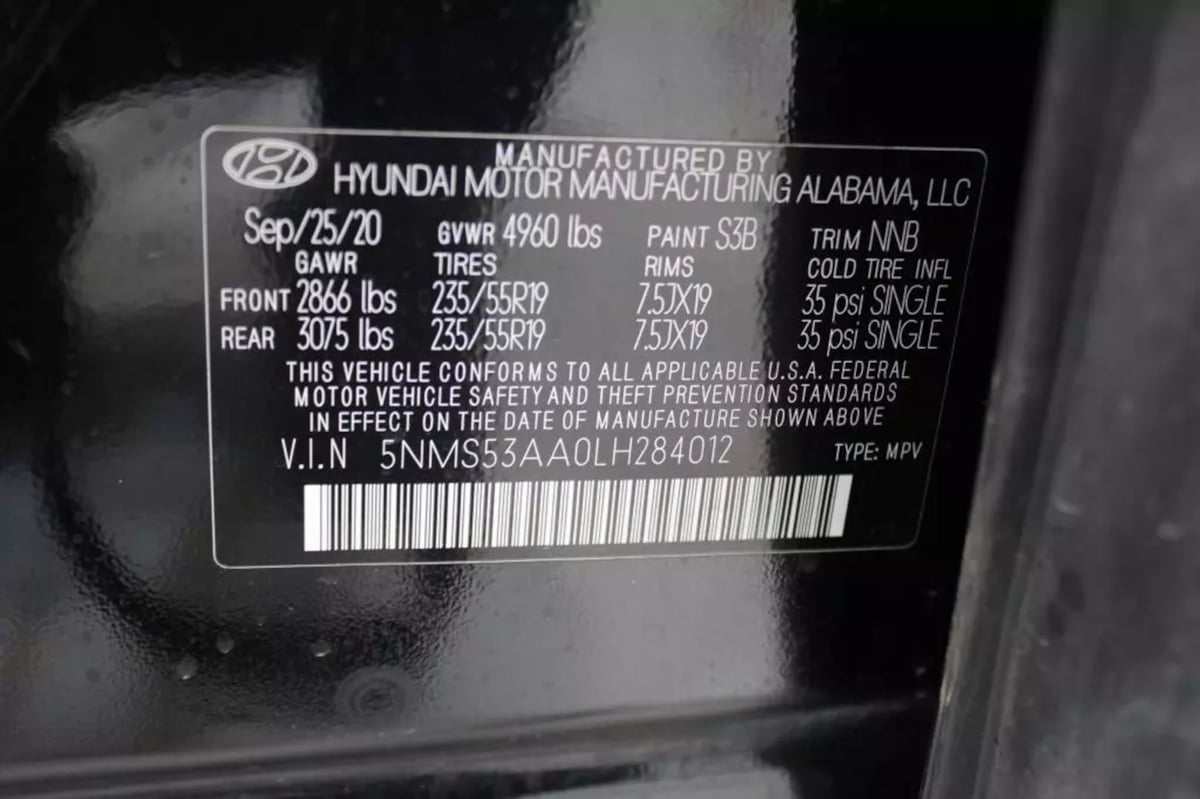 MANUFACTURED BY
HYUNDAI MOTOR MANUFACTURING ALABAMA, LLC
Sep/25/20 GVWR 4960 lbs PAINT S3B TRIM NNB
GAWR TIRES RIMS COLD TIRE INFL
FRONT 2866 lbs 235/55R19 7.5JX19 35 psi SINGLE
REAR 3075 lbs 235/55R19 7.5JX19 35 psi SINGLE
THIS VEHICLE CONFORMS TO ALL APPLICABLE U.S.A. FEDERAL
MOTOR VEHICLE SAFETY AND THEFT PREVENTION STANDARDS
IN EFFECT ON THE DATE OF MANUFACTURE SHOWN ABOVE
V.I.N 5NMS53AA0LH284012 TYPE: MPV